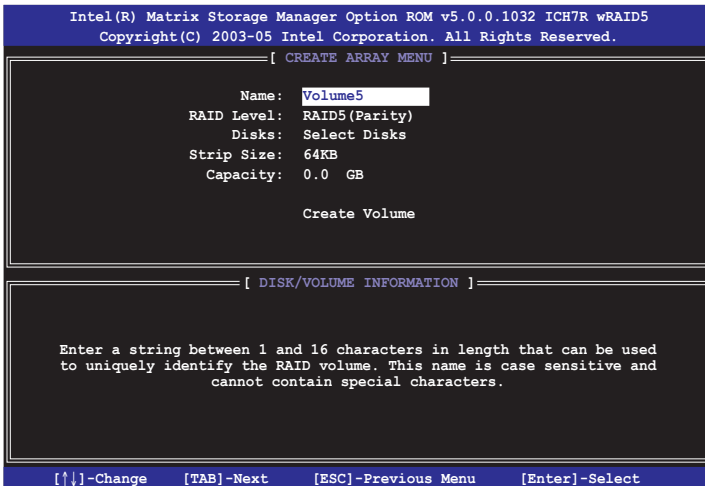 Intel(R) Matrix Storage Manager Option ROM v5.0.0.1032 ICH7R wRAID5
Copyright(C) 2003-05 Intel Corporation. All Rights Reserved.
[ CREATE ARRAY MENU ]
Name: Volume5
RAID Level: RAID5(Parity)
Disks: Select Disks
Strip Size: 64KB
Capacity: 0.0 GB
Create Volume
[ DISK/VOLUME INFORMATION ]
Enter a string between 1 and 16 characters in length that can be used
to uniquely identify the RAID volume. This name is case sensitive and
cannot contain special characters.
[↑↓]-Change [TAB]-Next [ESC]-Previous Menu [Enter]-Select